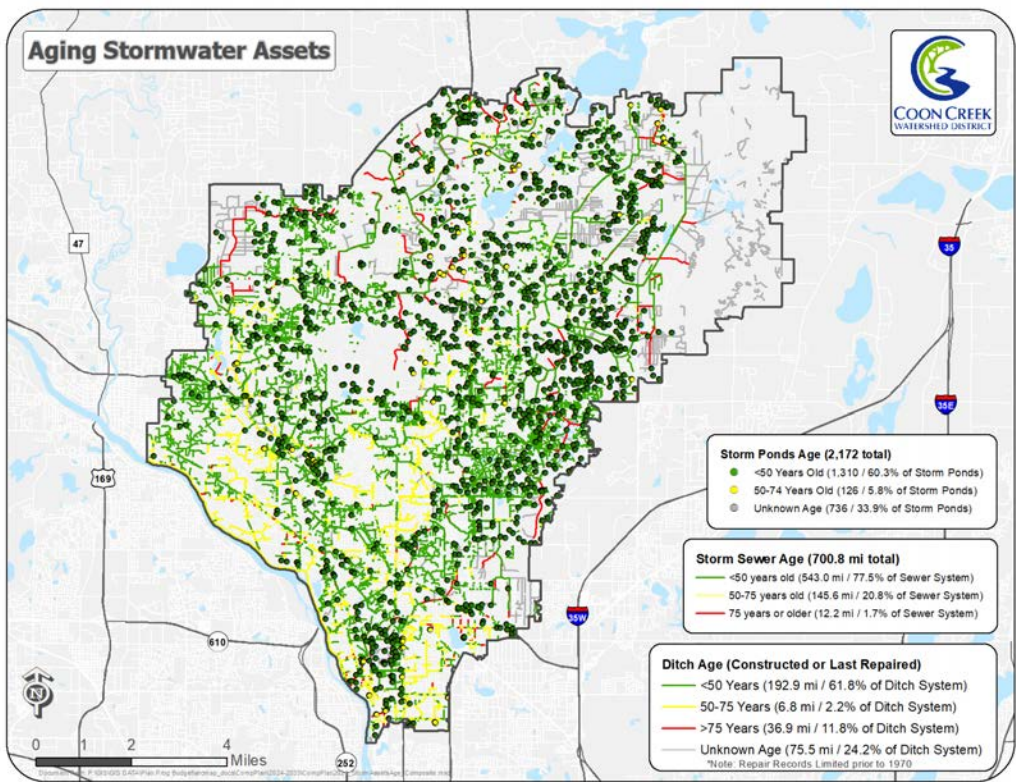 Aging Stormwater Assets
COON CREEK
WATERSHED DISTRICT
47
35
35E
169
Storm Ponds Age (2,172 total)
<50 Years Old (1,310 / 60.3% of Storm Ponds)
50-74 Years Old (126 / 5.8% of Storm Ponds)
Unknown Age (736 / 33.9% of Storm Ponds)
Storm Sewer Age (700.8 mi total)
<50 years old (543.0 mi / 77.5% of Sewer System)
50-75 years old (145.6 mi / 20.8% of Sewer System)
75 years or older (12.2 mi / 1.7% of Sewer System)
35W
610
Ditch Age (Constructed or Last Repaired)
<50 Years (192.9 mi / 61.8% of Ditch System)
50-75 Years (6.8 mi / 2.2% of Ditch System)
>75 Years (36.9 mi / 11.8% of Ditch System)
Unknown Age (75.5 mi / 24.2% of Ditch System)
*Note: Repair Records Limited prior to 1970
N
0 2 4
Miles
252